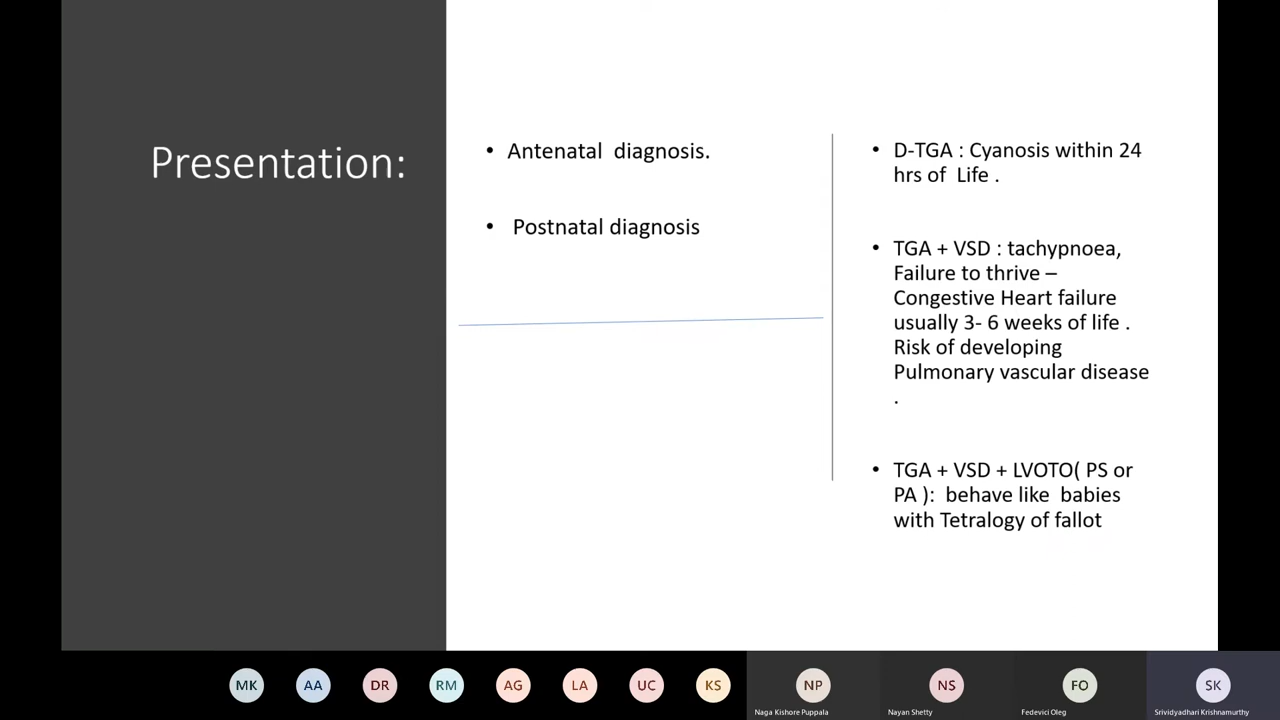 Presentation:
• Antenatal diagnosis.
• Postnatal diagnosis
• D-TGA : Cyanosis within 24
hrs of Life .
• TGA + VSD : tachypnoea,
Failure to thrive –
Congestive Heart failure
usually 3- 6 weeks of life .
Risk of developing
Pulmonary vascular disease
.
• TGA + VSD + LVOTO( PS or
PA ): behave like babies
with Tetralogy of fallot
MK AA DR RM AG LA UC KS NP NS FO SK
Naga Kishore Puppala Nayan Shetty Fedevici Oleg Srividyadhari Krishnamurthy